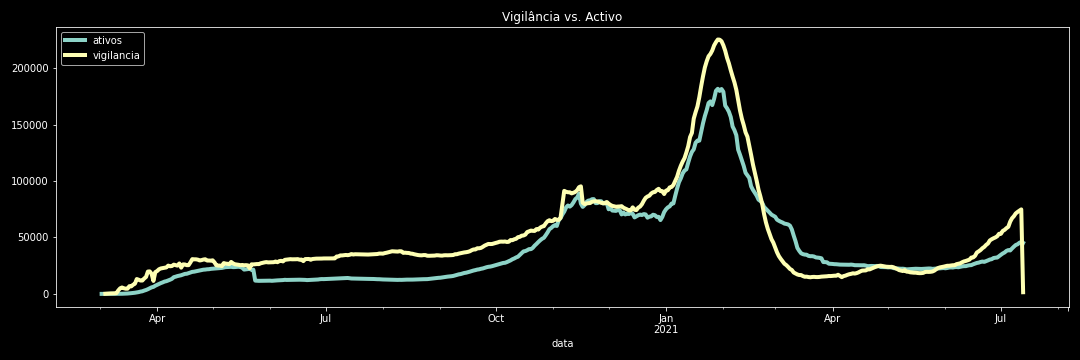 Vigilância vs. Activo
ativos
vigilancia
200000
150000
100000
50000
0
Apr
Jul
Oct
Jan
2021
Apr
Jul
data